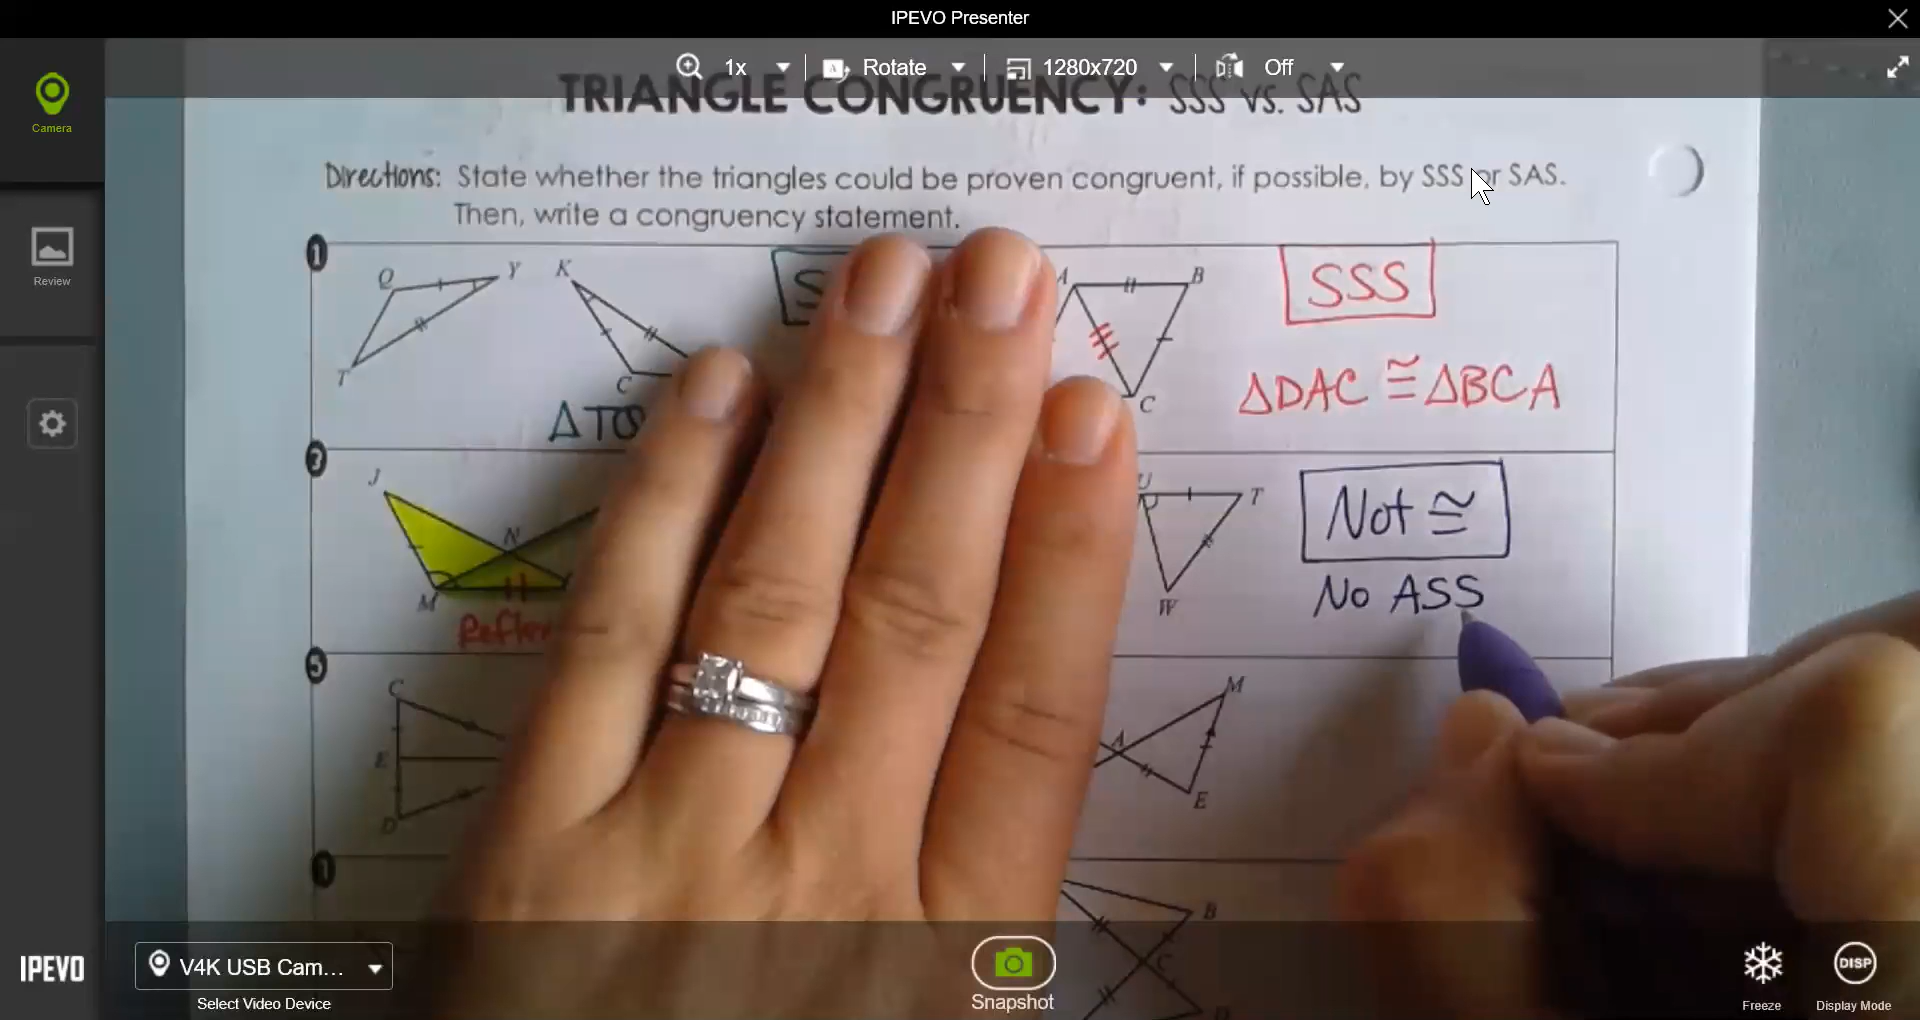 IPEVO Presenter
1x Rotate 1280x720 Off
Camera
TRIANGLE CONGRUENCY: SSS vs. SAS
Directions: State whether the triangles could be proven congruent, if possible, by SSS or SAS.
Then, write a congruency statement.
Review
1
Q Y K
T C
A B
C
SSS
ΔDAC ≅ ΔBCA
3
J
N
M
U T
W
Not ≅
No ASS
5
C
E
D
M
A
E
B
C
IPEVO
V4K USB Cam...
Select Video Device
Snapshot
Freeze
DISP
Display Mode